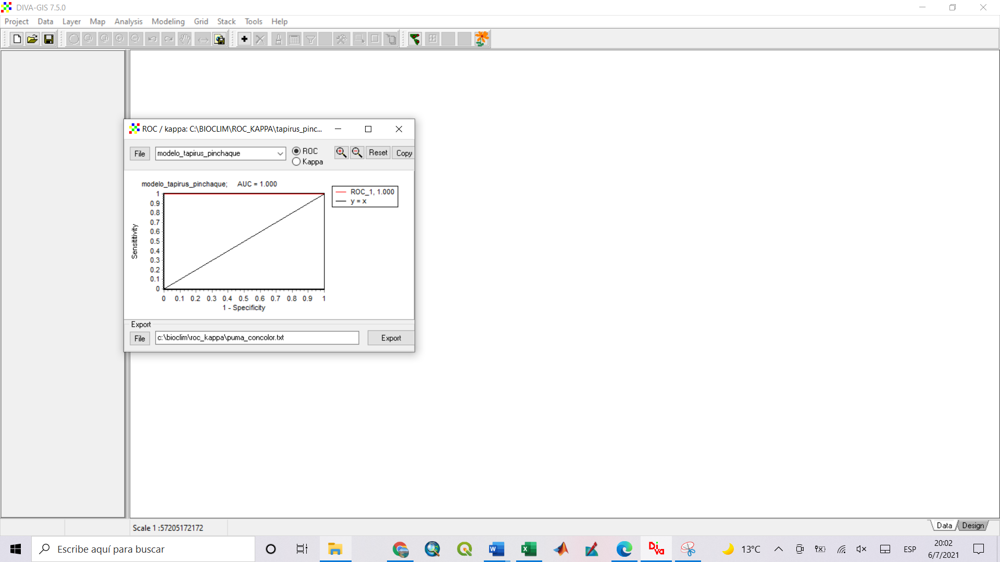 DIVA-GIS 7.5.0
Project Data Layer Map Analysis Modeling Grid Stack Tools Help
ROC / kappa: C:\BIOCLIM\ROC_KAPPA\tapirus_pinc...
File modelo_tapirus_pinchaque ROC Kappa Reset Copy
modelo_tapirus_pinchaque; AUC = 1.000
ROC_1, 1.000
y = x
Sensititivity
1
0.9
0.8
0.7
0.6
0.5
0.4
0.3
0.2
0.1
0
0 0.1 0.2 0.3 0.4 0.5 0.6 0.7 0.8 0.9 1
1 - Specificity
Export
File c:\bioclim\roc_kappa\puma_concolor.txt Export
Scale 1 :57205172172
Data Design
Escribe aquí para buscar
13°C
ESP
20:02
6/7/2021